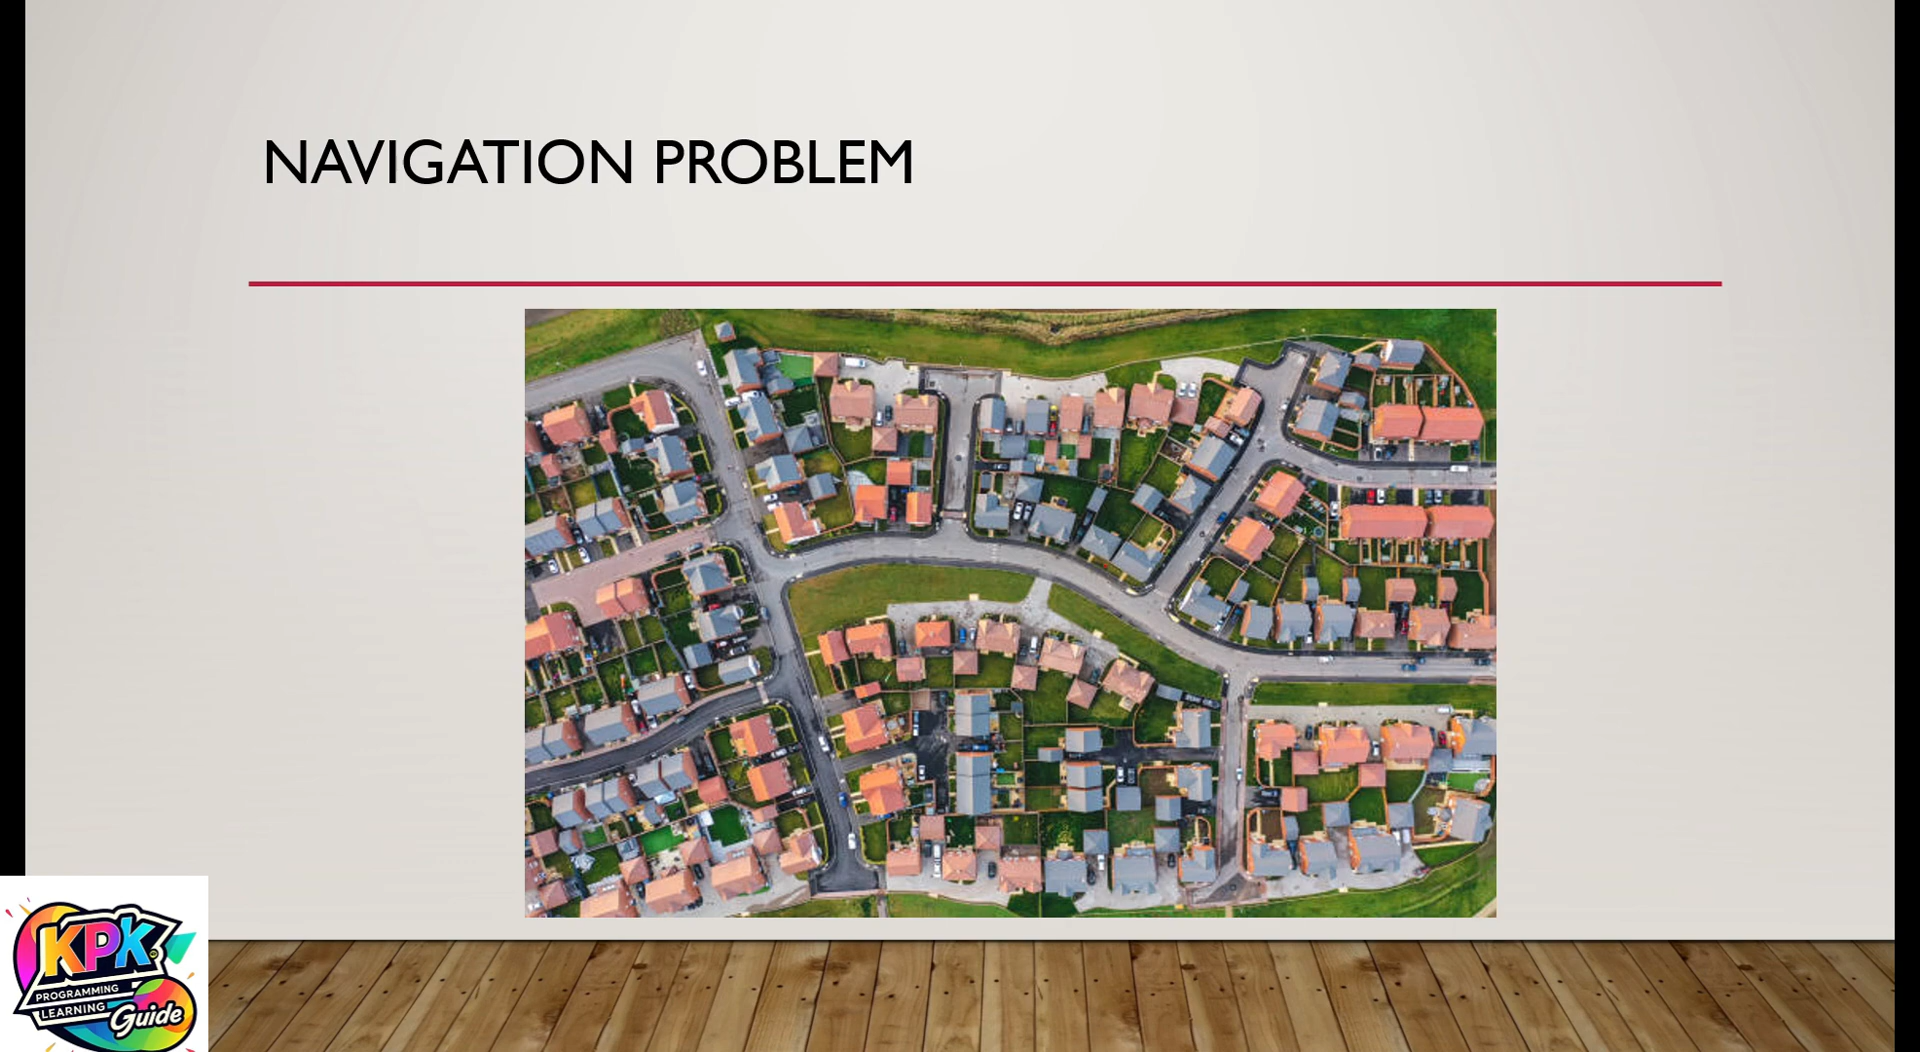 NAVIGATION PROBLEM
KPK
PROGRAMMING
LEARNING
Guide